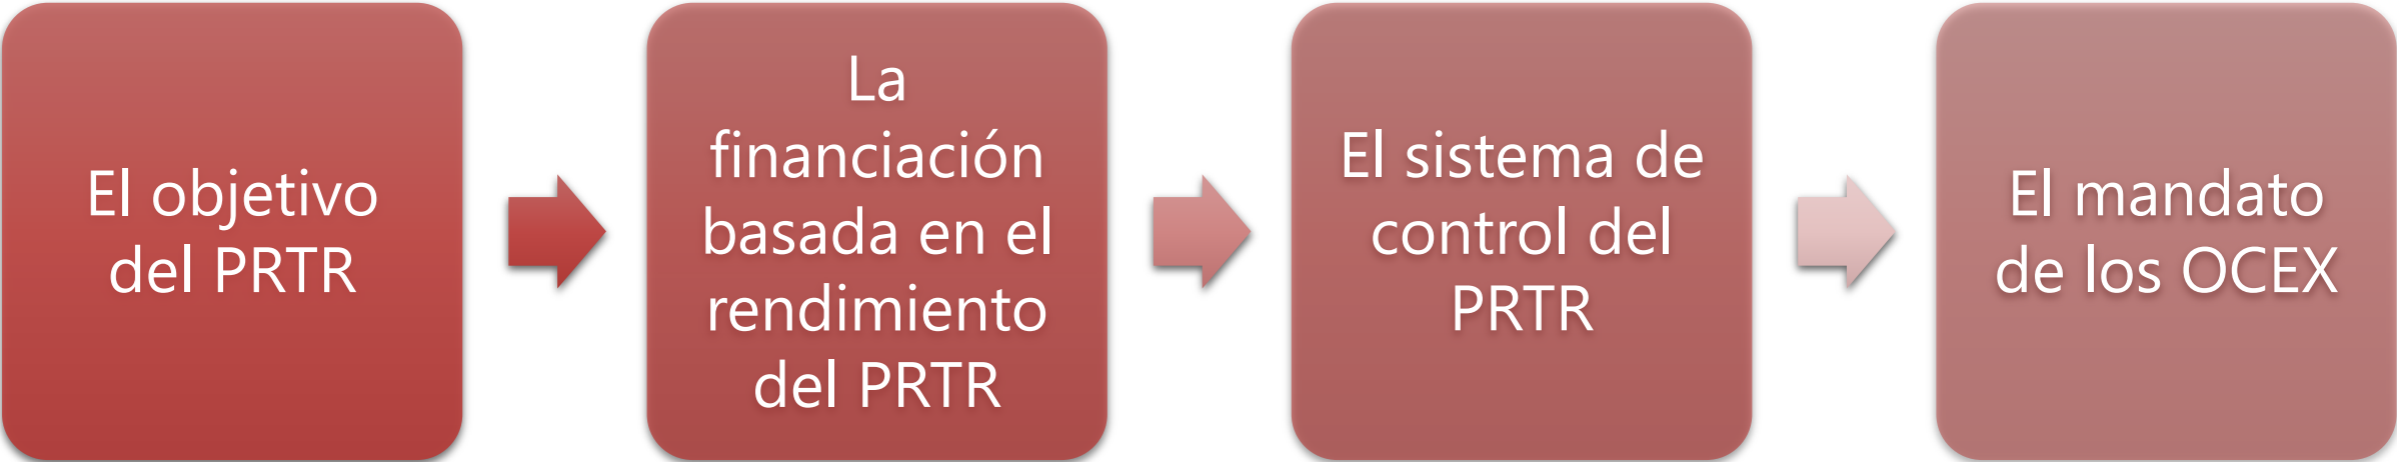 El objetivo
del PRTR
La
financiación
basada en el
rendimiento
del PRTR
El sistema de
control del
PRTR
El mandato
de los OCEX